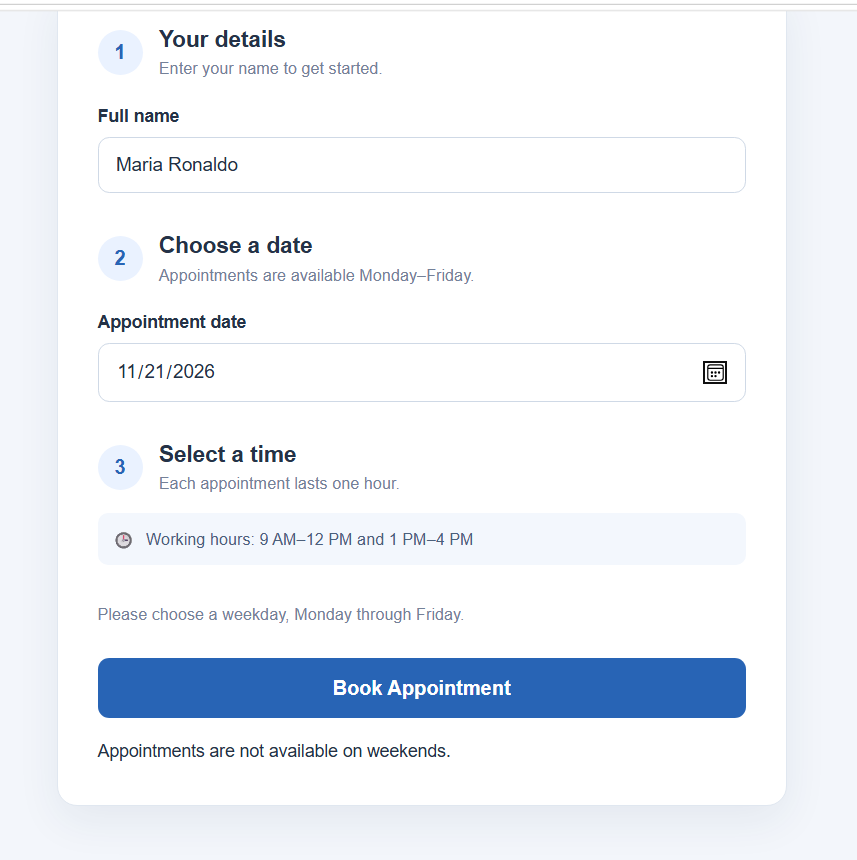 1
Your details
Enter your name to get started.
Full name
Maria Ronaldo
2
Choose a date
Appointments are available Monday–Friday.
Appointment date
11/21/2026
3
Select a time
Each appointment lasts one hour.
Working hours: 9 AM–12 PM and 1 PM–4 PM
Please choose a weekday, Monday through Friday.
Book Appointment
Appointments are not available on weekends.